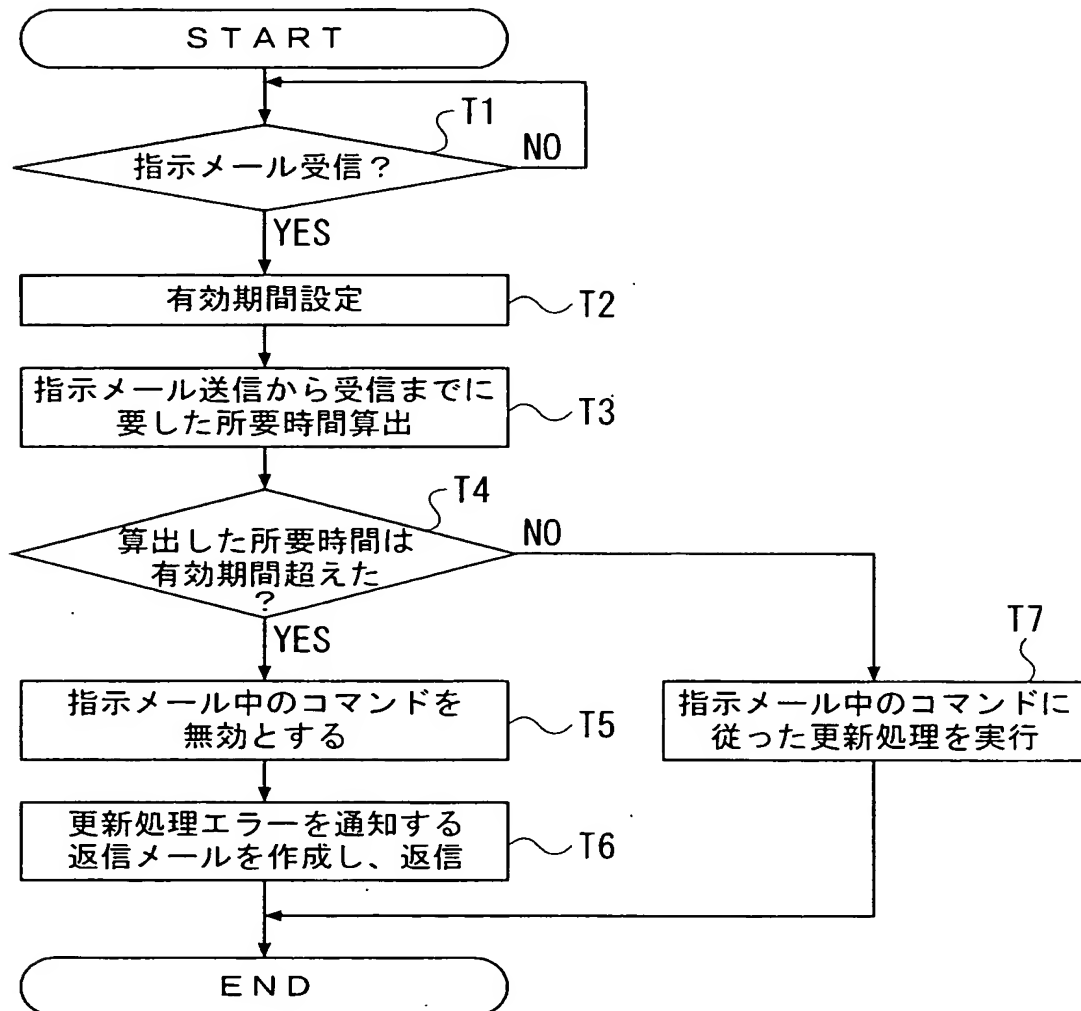 START
T1
指示メール受信？
NO
YES
有効期間設定
T2
指示メール送信から受信までに
要した所要時間算出
T3
T4
算出した所要時間は
有効期間超えた
？
NO
YES
T7
指示メール中のコマンドを
無効とする
T5
指示メール中のコマンドに
従った更新処理を実行
更新処理エラーを通知する
返信メールを作成し、返信
T6
END